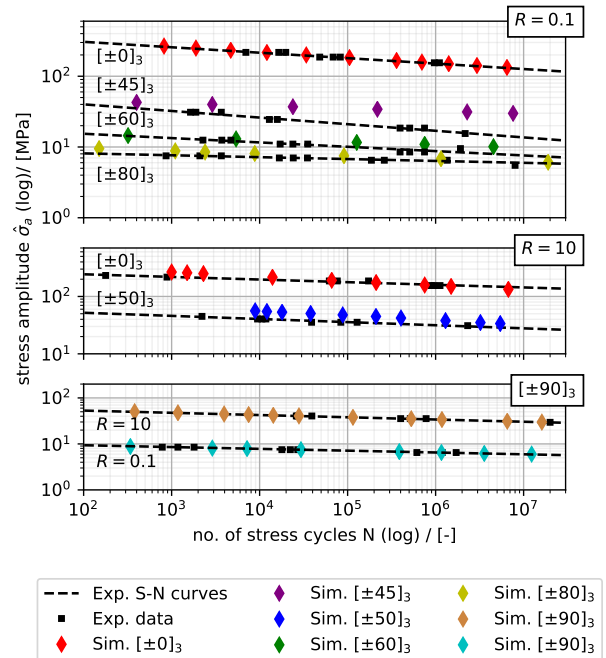 R = 0.1
10²
10¹
10⁰
[±0]₃
[±45]₃
[±60]₃
[±80]₃
R = 10
10²
10¹
[±0]₃
[±50]₃
[±90]₃
10²
10¹
10⁰
R = 10
R = 0.1
10² 10³ 10⁴ 10⁵ 10⁶ 10⁷
no. of stress cycles N (log) / [-]
stress amplitude σ̂ₐ (log)/ [MPa]
Exp. S-N curves Sim. [±45]₃ Sim. [±80]₃
Exp. data Sim. [±50]₃ Sim. [±90]₃
Sim. [±0]₃ Sim. [±60]₃ Sim. [±90]₃